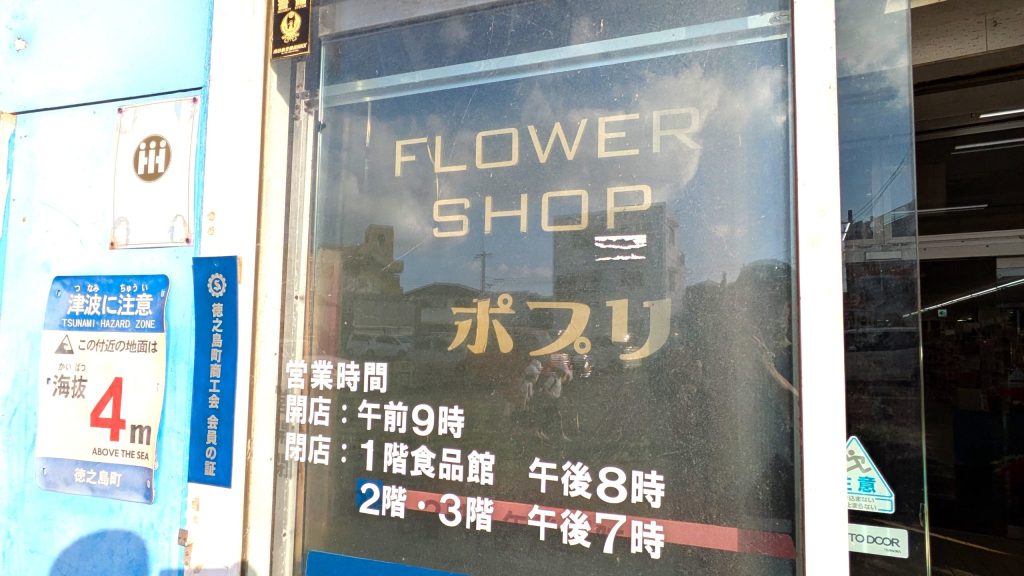 FLOWER
SHOP
ポプリ
営業時間
開店：午前9時
閉店：1階食品館 午後8時
2階・3階 午後7時
つ なみ ちゅう い
津波に注意
TSUNAMI HAZARD ZONE
この付近の地面は
かい ばつ
海抜
4m
ABOVE THE SEA
徳之島町
徳之島町商工会 会員の証
注意
TO DOOR